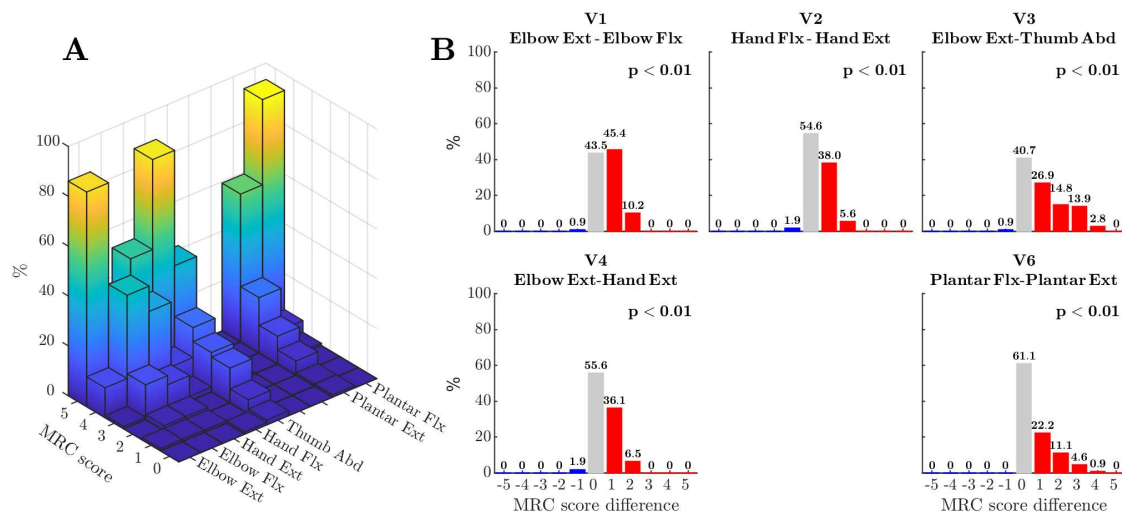 A
%
100
80
60
40
20
0
5 4 3 2 1 0
MRC score
Elbow Ext
Elbow Flx
Hand Ext
Hand Flx
Thumb Abd
Plantar Ext
Plantar Flx
B
V1
Elbow Ext - Elbow Flx
p < 0.01
%
100
80
60
40
20
0
0 0 0 0 0.9 43.5 45.4 10.2 0 0 0
V2
Hand Flx - Hand Ext
p < 0.01
0 0 0 0 1.9 54.6 38.0 5.6 0 0 0
V3
Elbow Ext-Thumb Abd
p < 0.01
0 0 0 0 0.9 40.7 26.9 14.8 13.9 2.8 0
V4
Elbow Ext-Hand Ext
p < 0.01
%
100
80
60
40
20
0
0 0 0 0 1.9 55.6 36.1 6.5 0 0 0
-5 -4 -3 -2 -1 0 1 2 3 4 5
MRC score difference
V6
Plantar Flx-Plantar Ext
p < 0.01
0 0 0 0 0 61.1 22.2 11.1 4.6 0.9 0
-5 -4 -3 -2 -1 0 1 2 3 4 5
MRC score difference